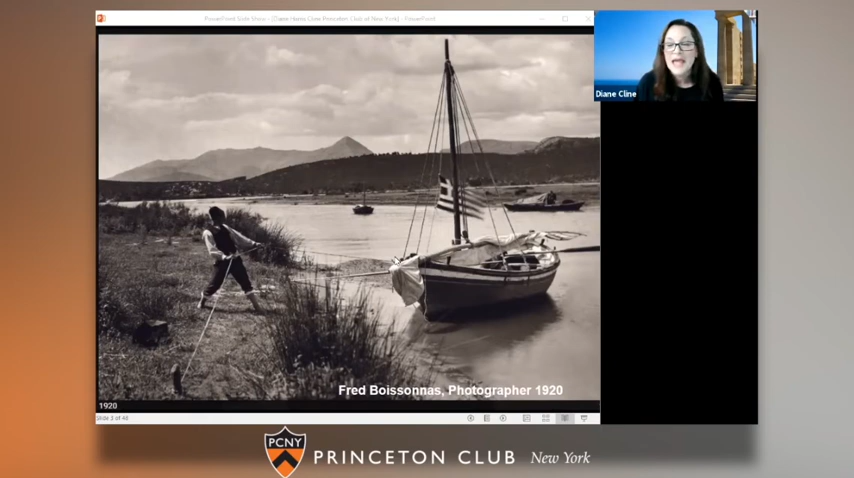 PowerPoint Slide Show - [Diane Harris Cline Princeton Club of New York] - PowerPoint
Diane Cline
Fred Boissonnas, Photographer 1920
1920
Slide 3 of 48
PCNY
PRINCETON CLUB New York